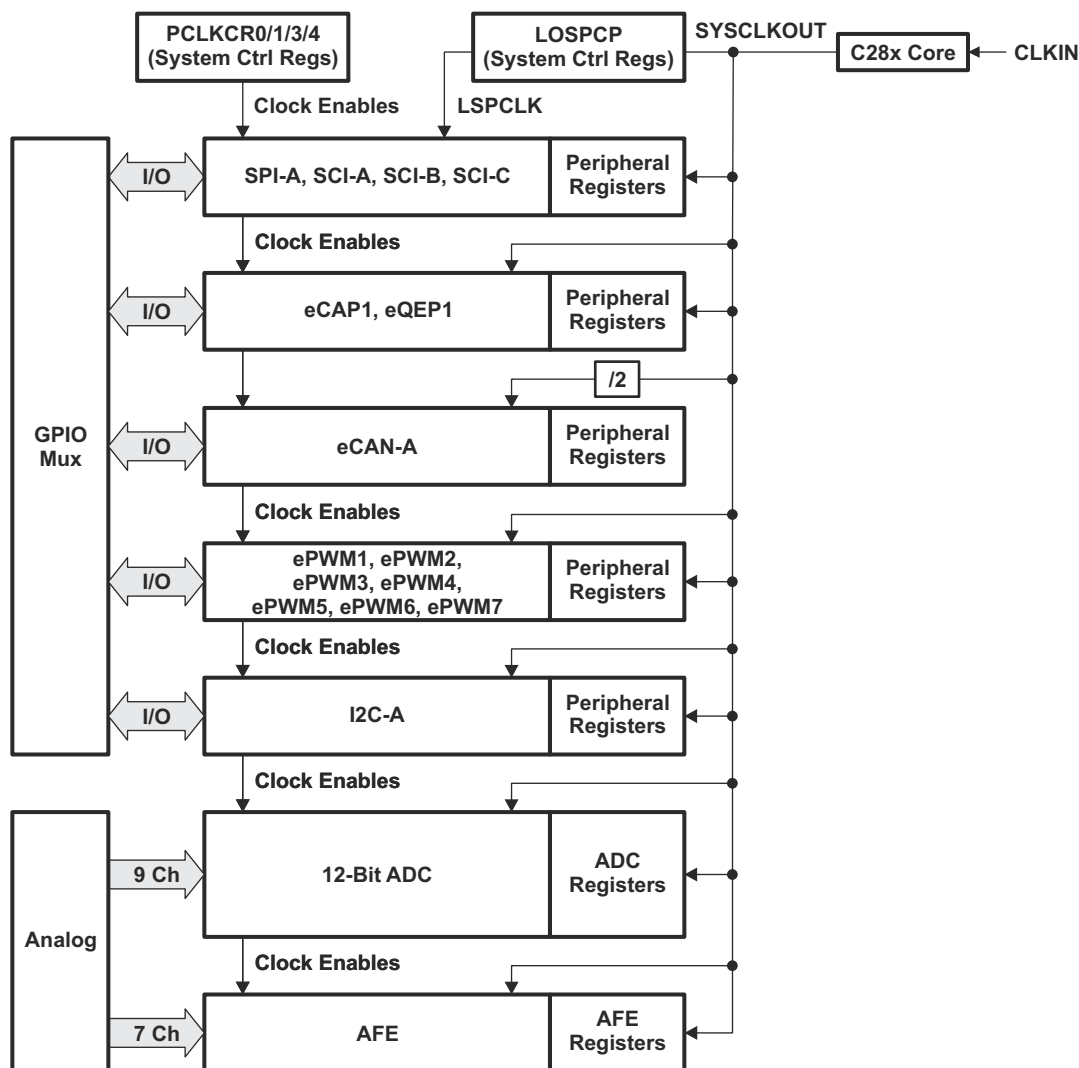 PCLKCR0/1/3/4
(System Ctrl Regs)
LOSPCP
(System Ctrl Regs)
SYSCLKOUT
C28x Core
CLKIN
Clock Enables
LSPCLK
I/O
SPI-A, SCI-A, SCI-B, SCI-C
Peripheral
Registers
Clock Enables
I/O
eCAP1, eQEP1
Peripheral
Registers
/2
GPIO
Mux
I/O
eCAN-A
Peripheral
Registers
Clock Enables
I/O
ePWM1, ePWM2,
ePWM3, ePWM4,
ePWM5, ePWM6, ePWM7
Peripheral
Registers
Clock Enables
I/O
I2C-A
Peripheral
Registers
Clock Enables
Analog
9 Ch
12-Bit ADC
ADC
Registers
Clock Enables
7 Ch
AFE
AFE
Registers